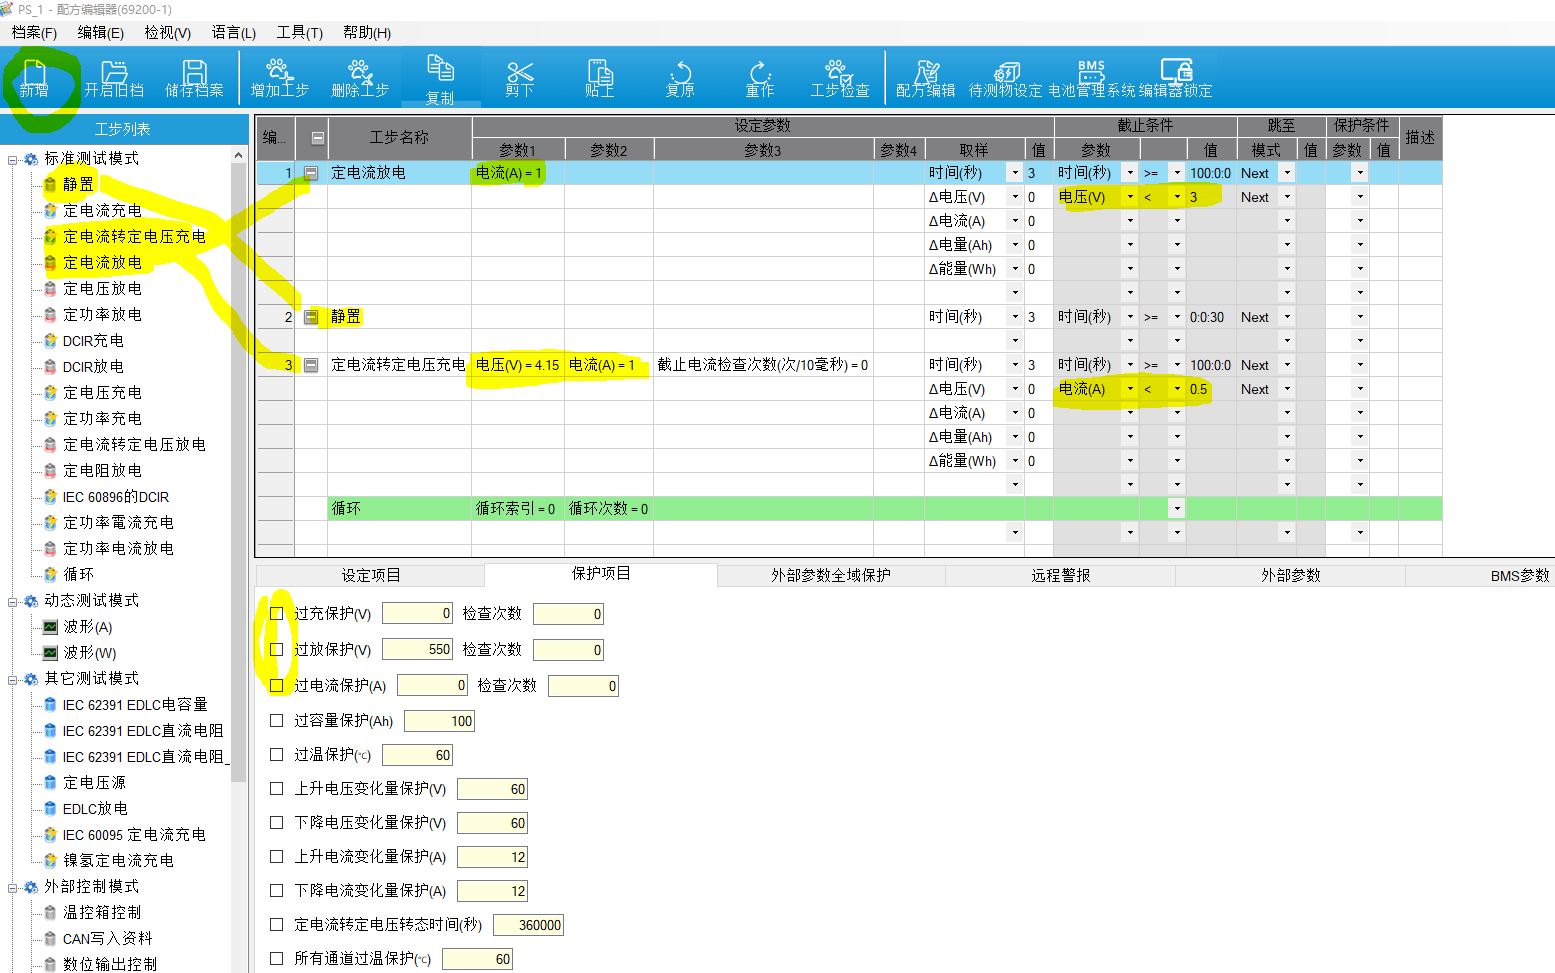 PS_1 - 配方编辑器(69200-1)
档案(F) 编辑(E) 检视(V) 语言(L) 工具(T) 帮助(H)
新增 开启旧档 储存档案 增加工步 删除工步 复制 剪下 贴上 复原 重作 工步检查 配方编辑 待测物设定 BMS 电池管理系统 编辑器锁定
工步列表
标准测试模式
静置
定电流充电
定电流转定电压充电
定电流放电
定电压放电
定功率放电
DCIR充电
DCIR放电
定电压充电
定功率充电
定电流转定电压放电
定电阻放电
IEC 60896的DCIR
定功率電流充电
定功率电流放电
循环
动态测试模式
波形(A)
波形(W)
其它测试模式
IEC 62391 EDLC电容量
IEC 62391 EDLC直流电阻
IEC 62391 EDLC直流电阻_
定电压源
EDLC放电
IEC 60095 定电流充电
镍氢定电流充电
外部控制模式
温控箱控制
CAN写入资料
数位输出控制
编... 工步名称 设定参数 截止条件 跳至 保护条件 描述
参数1 参数2 参数3 参数4 取样 值 参数 值 模式 值 参数 值
1 定电流放电 电流(A) = 1 时间(秒) 3 时间(秒) >= 100:0:0 Next
Δ电压(V) 0 电压(V) < 3 Next
Δ电流(A) 0
Δ电量(Ah) 0
Δ能量(Wh) 0
2 静置 时间(秒) 3 时间(秒) >= 0:0:30 Next
3 定电流转定电压充电 电压(V) = 4.15 电流(A) = 1 截止电流检查次数(次/10毫秒) = 0 时间(秒) 3 时间(秒) >= 100:0:0 Next
Δ电压(V) 0 电流(A) < 0.5 Next
Δ电流(A) 0
Δ电量(Ah) 0
Δ能量(Wh) 0
循环 循环索引 = 0 循环次数 = 0
设定项目 保护项目 外部参数全域保护 远程警报 外部参数 BMS参数
过充保护(V) 0 检查次数 0
过放保护(V) 550 检查次数 0
过电流保护(A) 0 检查次数 0
过容量保护(Ah) 100
过温保护(℃) 60
上升电压变化量保护(V) 60
下降电压变化量保护(V) 60
上升电流变化量保护(A) 12
下降电流变化量保护(A) 12
定电流转定电压转态时间(秒) 360000
所有通道过温保护(℃) 60